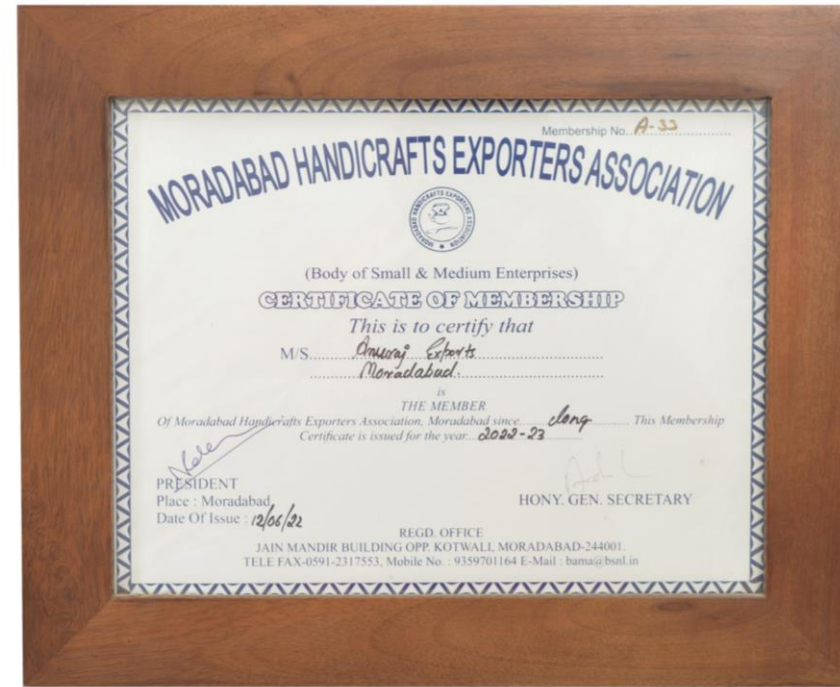 Membership No. A-33
MORADABAD HANDICRAFTS EXPORTERS ASSOCIATION
MORADABAD HANDICRAFTS EXPORTERS ASSOCIATION
(Body of Small & Medium Enterprises)
CERTIFICATE OF MEMBERSHIP
This is to certify that
M/S. Anuraj Exports
Moradabad.
is
THE MEMBER
Of Moradabad Handicrafts Exporters Association, Moradabad since long This Membership
Certificate is issued for the year 2022-23
PRESIDENT
Place : Moradabad
Date Of Issue : 12/06/22
HONY. GEN. SECRETARY
REGD. OFFICE
JAIN MANDIR BUILDING OPP. KOTWALI, MORADABAD-244001.
TELE FAX-0591-2317553, Mobile No. : 9359701164 E-Mail : bama@bsnl.in